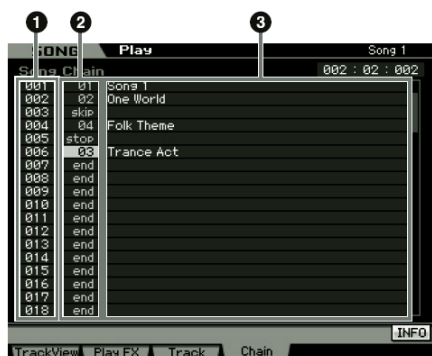 1 2 3
SONG Play Song 1
Song Chain 002 : 02 : 002
001 01 Song 1
002 02 One World
003 skip
004 04 Folk Theme
005 stop
006 03 Trance Act
007 end
008 end
009 end
010 end
011 end
012 end
013 end
014 end
015 end
016 end
017 end
018 end
INFO
TrackView Play FX Track Chain